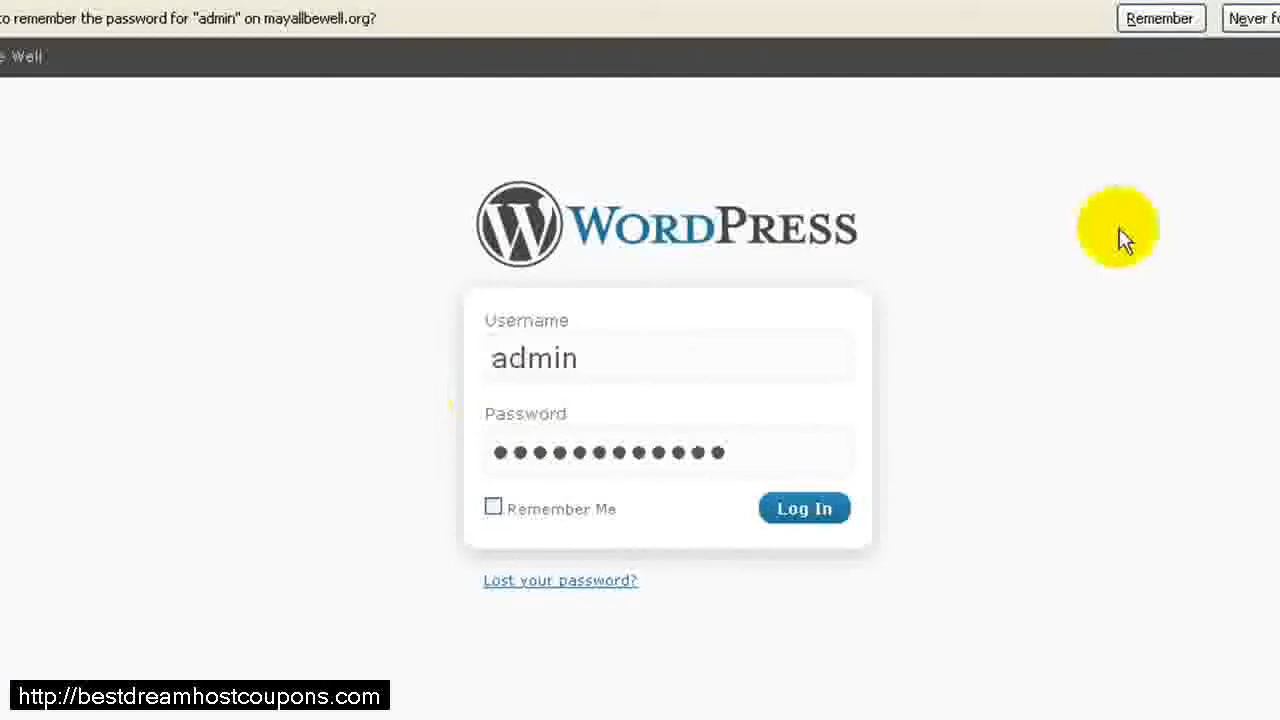 to remember the password for "admin" on mayallbewell.org?
Remember
Never
Well
WORDPRESS
Username
admin
Password
Remember Me
Log In
Lost your password?
http://bestdreamhostcoupons.com